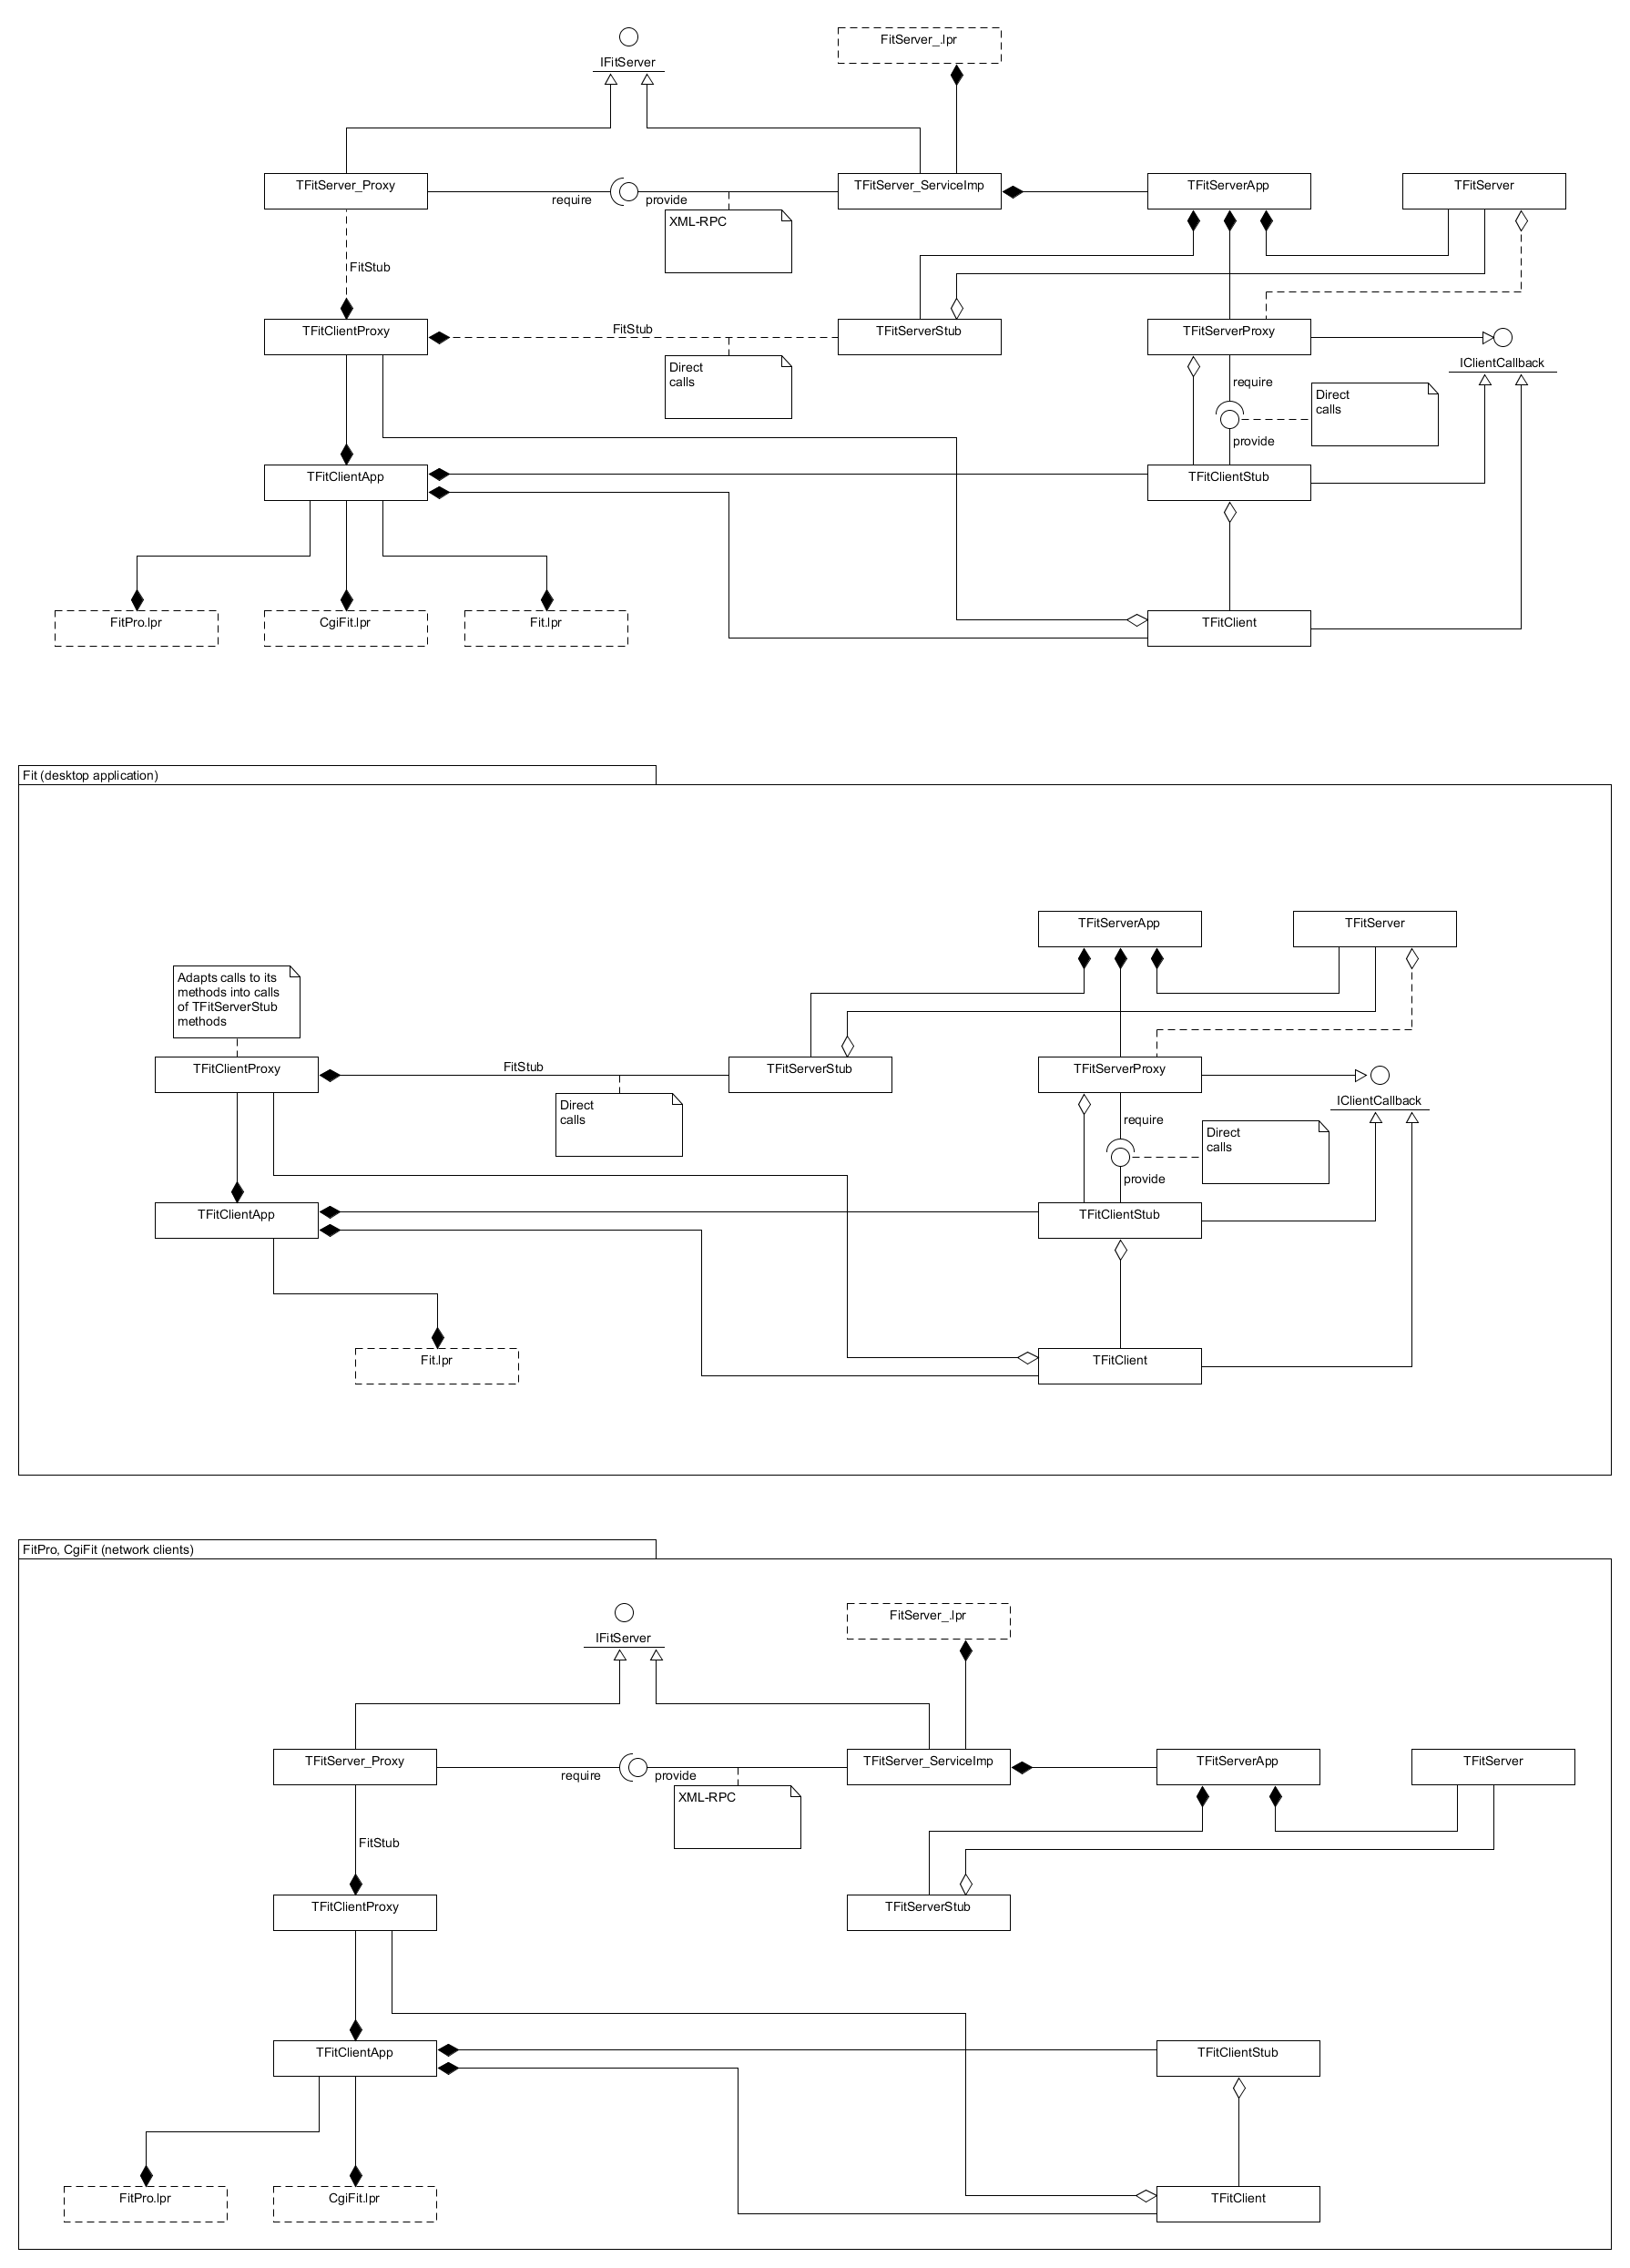 FitServer_.lpr
IFitServer
TFitServer_Proxy
TFitServer_ServiceImp
TFitServerApp
TFitServer
require
provide
XML-RPC
FitStub
TFitClientProxy
FitStub
TFitServerStub
TFitServerProxy
Direct
calls
IClientCallback
require
Direct
calls
provide
TFitClientApp
TFitClientStub
FitPro.lpr
CgiFit.lpr
Fit.lpr
TFitClient
Fit (desktop application)
TFitServerApp
TFitServer
Adapts calls to its
methods into calls
of TFitServerStub
methods
TFitClientProxy
FitStub
TFitServerStub
TFitServerProxy
Direct
calls
IClientCallback
require
Direct
calls
provide
TFitClientApp
TFitClientStub
Fit.lpr
TFitClient
FitPro, CgiFit (network clients)
FitServer_.lpr
IFitServer
TFitServer_Proxy
TFitServer_ServiceImp
TFitServerApp
TFitServer
require
provide
XML-RPC
FitStub
TFitClientProxy
TFitServerStub
TFitClientApp
TFitClientStub
FitPro.lpr
CgiFit.lpr
TFitClient